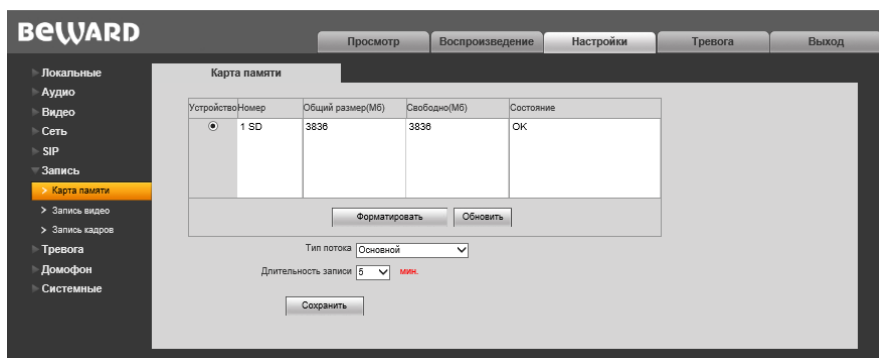 BEWARD
Просмотр Воспроизведение Настройки Тревога Выход
Локальные
Аудио
Видео
Сеть
SIP
Запись
Карта памяти
Запись видео
Запись кадров
Тревога
Домофон
Системные
Карта памяти
Устройство Номер Общий размер(Мб) Свободно(Мб) Состояние
1 SD 3836 3836 OK
Форматировать Обновить
Тип потока Основной
Длительность записи 5 мин.
Сохранить